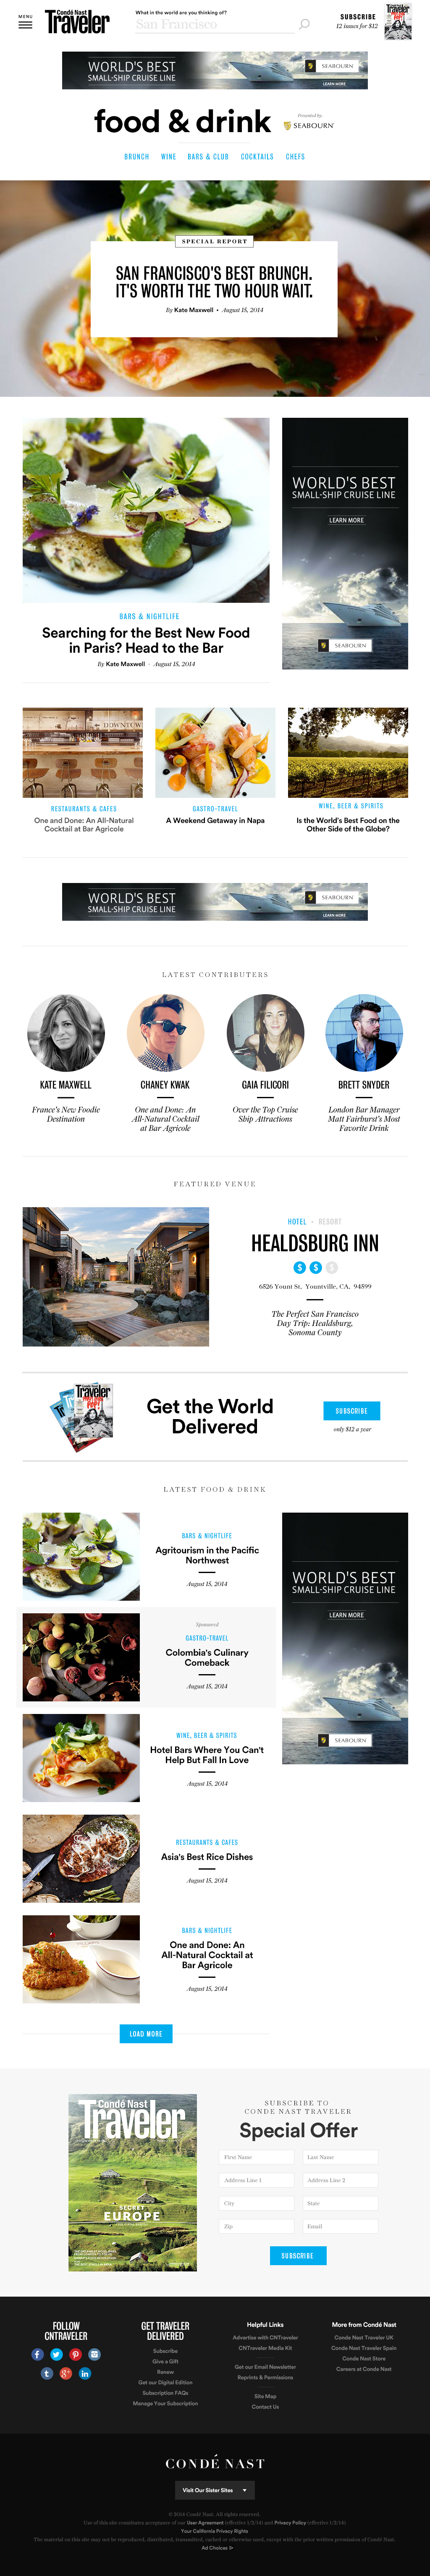 MENU
Condé Nast
Traveler
What in the world are you thinking of?
San Francisco
SUBSCRIBE
12 issues for $12
WORLD'S BEST
SMALL-SHIP CRUISE LINE
SEABOURN
LEARN MORE
food & drink
Presented by:
SEABOURN
BRUNCH WINE BARS & CLUB COCKTAILS CHEFS
SPECIAL REPORT
SAN FRANCISCO'S BEST BRUNCH.
IT'S WORTH THE TWO HOUR WAIT.
By Kate Maxwell • August 15, 2014
BARS & NIGHTLIFE
Searching for the Best New Food
in Paris? Head to the Bar
By Kate Maxwell · August 15, 2014
WORLD'S BEST
SMALL-SHIP CRUISE LINE
LEARN MORE
SEABOURN
DOWNTOW
RESTAURANTS & CAFES
One and Done: An All-Natural
Cocktail at Bar Agricole
GASTRO-TRAVEL
A Weekend Getaway in Napa
WINE, BEER & SPIRITS
Is the World's Best Food on the
Other Side of the Globe?
WORLD'S BEST
SMALL-SHIP CRUISE LINE
SEABOURN
LEARN MORE
LATEST CONTRIBUTERS
KATE MAXWELL
France's New Foodie
Destination
CHANEY KWAK
One and Done: An
All-Natural Cocktail
at Bar Agricole
GAIA FILICORI
Over the Top Cruise
Ship Attractions
BRETT SNYDER
London Bar Manager
Matt Fairhurst's Most
Favorite Drink
FEATURED VENUE
HOTEL • RESORT
HEALDSBURG INN
$ $ $
6526 Yount St, Yountville, CA, 94599
The Perfect San Francisco
Day Trip: Healdsburg,
Sonoma County
Traveler
Get the World
Delivered
SUBSCRIBE
only $12 a year
LATEST FOOD & DRINK
BARS & NIGHTLIFE
Agritourism in the Pacific
Northwest
August 15, 2014
Sponsored
GASTRO-TRAVEL
Colombia's Culinary
Comeback
August 15, 2014
WINE, BEER & SPIRITS
Hotel Bars Where You Can't
Help But Fall In Love
August 15, 2014
RESTAURANTS & CAFES
Asia's Best Rice Dishes
August 15, 2014
BARS & NIGHTLIFE
One and Done: An
All-Natural Cocktail at
Bar Agricole
August 15, 2014
WORLD'S BEST
SMALL-SHIP CRUISE LINE
LEARN MORE
SEABOURN
LOAD MORE
Condé Nast
Traveler
SECRET
EUROPE
SUBSCRIBE TO
CONDE NAST TRAVELER
Special Offer
First Name Last Name
Address Line 1 Address Line 2
City State
Zip Email
SUBSCRIBE
FOLLOW
CNTRAVELER
GET TRAVELER
DELIVERED
Subscribe
Give a Gift
Renew
Get our Digital Edition
Subscription FAQs
Manage Your Subscription
Helpful Links
Advertise with CNTraveler
CNTraveler Media Kit
Get our Email Newsletter
Reprints & Permissions
Site Map
Contact Us
More from Condé Nast
Conde Nast Traveler UK
Conde Nast Traveler Spain
Conde Nast Store
Careers at Condé Nast
CONDÉ NAST
Visit Our Sister Sites
© 2014 Condé Nast. All rights reserved.
Use of this site constitutes acceptance of our User Agreement (effective 1/2/14) and Privacy Policy (effective 1/2/14)
Your California Privacy Rights
The material on this site may not be reproduced, distributed, transmitted, cached or otherwise used, except with the prior written permission of Condé Nast.
Ad Choices